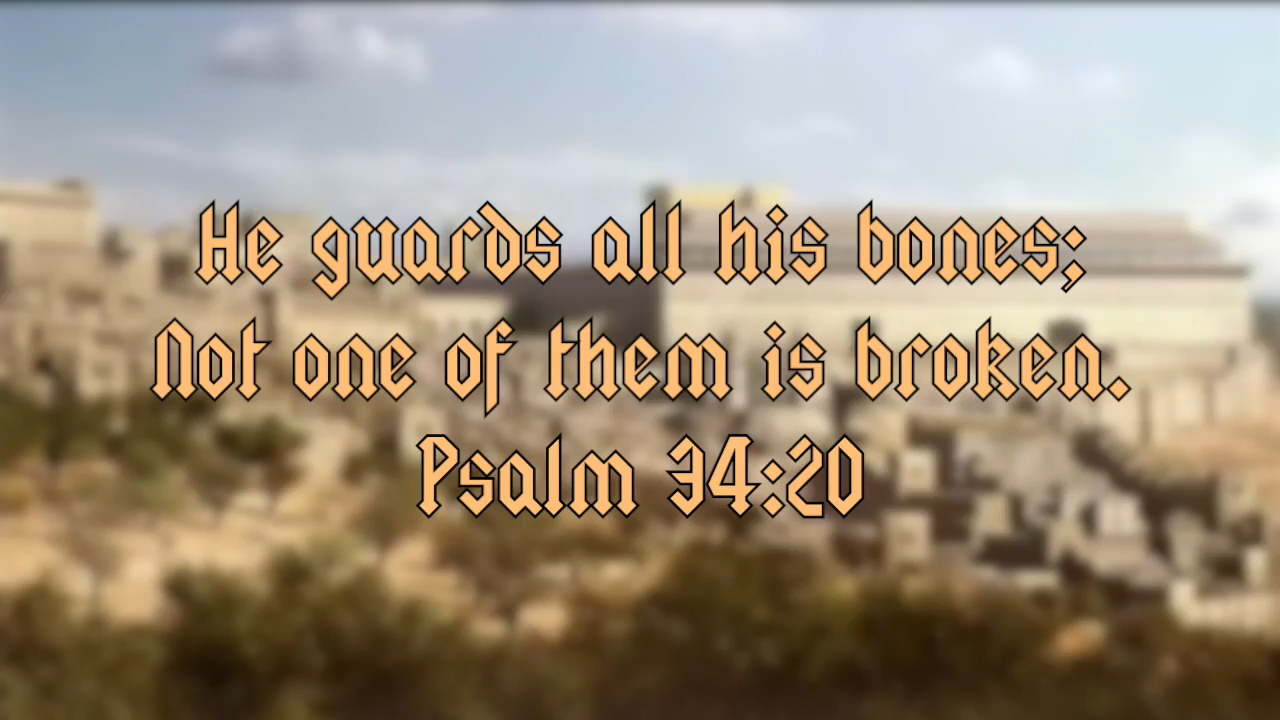 He guards all his bones;
Not one of them is broken.
Psalm 34:20